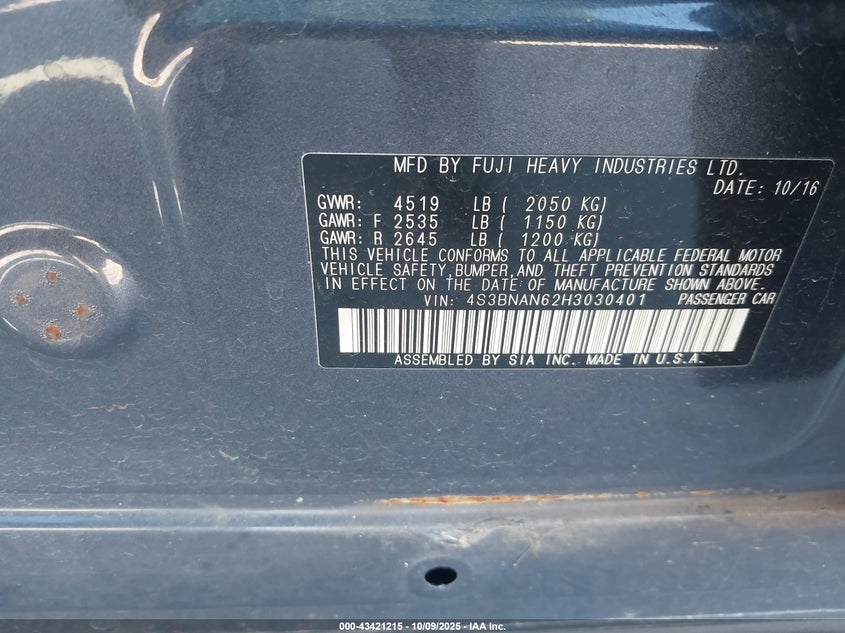 MFD BY FUJI HEAVY INDUSTRIES LTD.
DATE: 10/16
GVWR: 4519 LB ( 2050 KG)
GAWR: F 2535 LB ( 1150 KG)
GAWR: R 2645 LB ( 1200 KG)
THIS VEHICLE CONFORMS TO ALL APPLICABLE FEDERAL MOTOR
VEHICLE SAFETY, BUMPER, AND THEFT PREVENTION STANDARDS
IN EFFECT ON THE DATE OF MANUFACTURE SHOWN ABOVE.
VIN: 4S3BNAN62H3030401 PASSENGER CAR
ASSEMBLED BY SIA INC. MADE IN U.S.A.
000-43421215 - 10/09/2025 - IAA Inc.